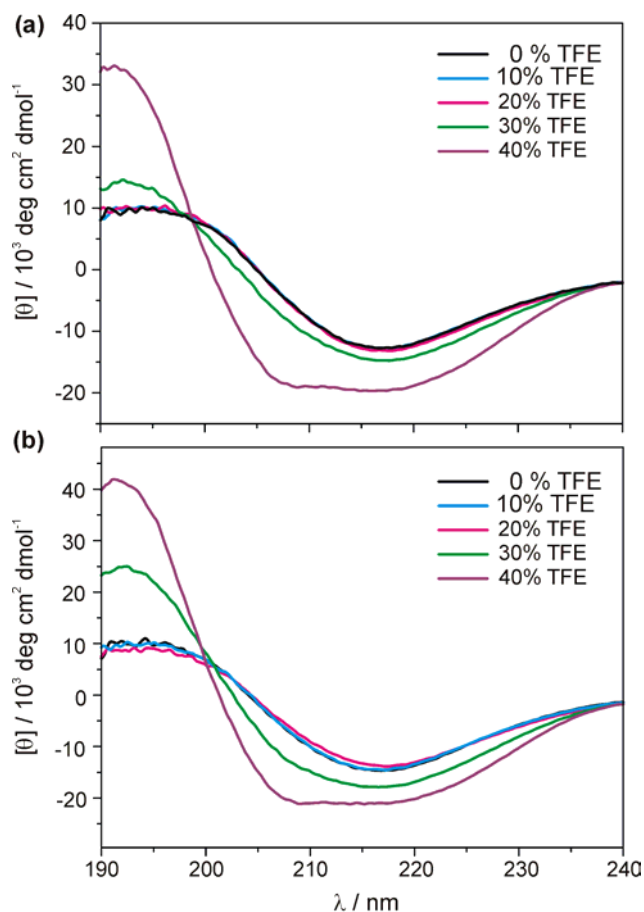 (a)
[θ] / 10³ deg cm² dmol⁻¹
40
30
20
10
0
-10
-20
0 % TFE
10% TFE
20% TFE
30% TFE
40% TFE
(b)
[θ] / 10³ deg cm² dmol⁻¹
40
30
20
10
0
-10
-20
0 % TFE
10% TFE
20% TFE
30% TFE
40% TFE
190 200 210 220 230 240
λ / nm